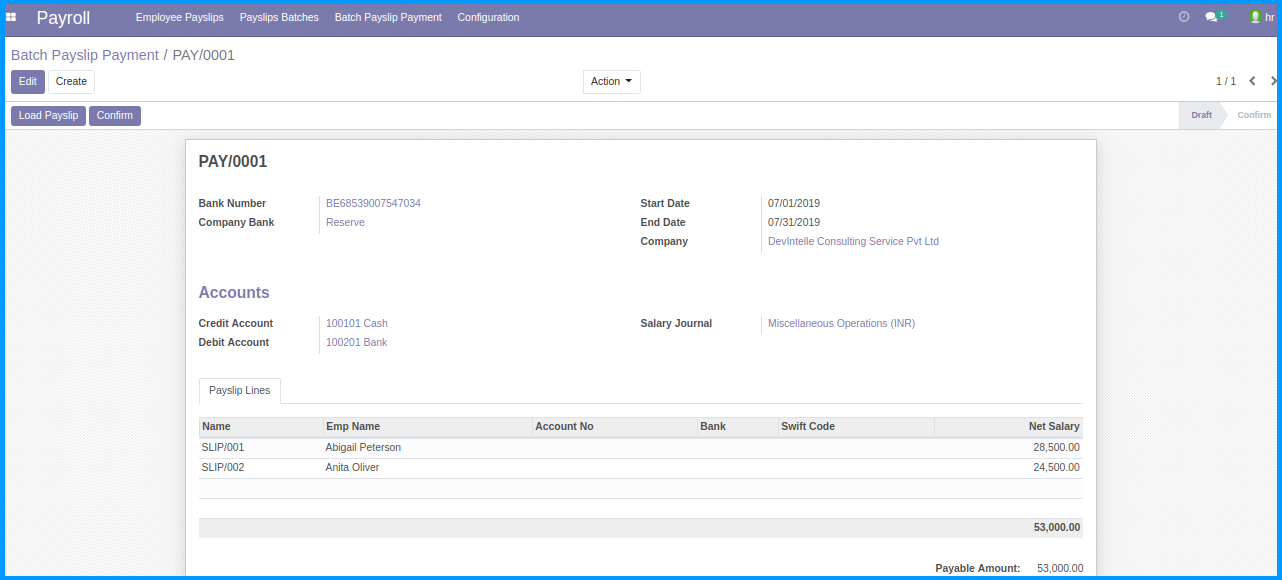 Payroll Employee Payslips Payslips Batches Batch Payslip Payment Configuration 1 hr
Batch Payslip Payment / PAY/0001
Edit Create Action 1 / 1
Load Payslip Confirm Draft Confirm
PAY/0001
Bank Number BE68539007547034 Start Date 07/01/2019
Company Bank Reserve End Date 07/31/2019
Company DevIntelle Consulting Service Pvt Ltd
Accounts
Credit Account 100101 Cash Salary Journal Miscellaneous Operations (INR)
Debit Account 100201 Bank
Payslip Lines
Name Emp Name Account No Bank Swift Code Net Salary
SLIP/001 Abigail Peterson 28,500.00
SLIP/002 Anita Oliver 24,500.00
53,000.00
Payable Amount: 53,000.00